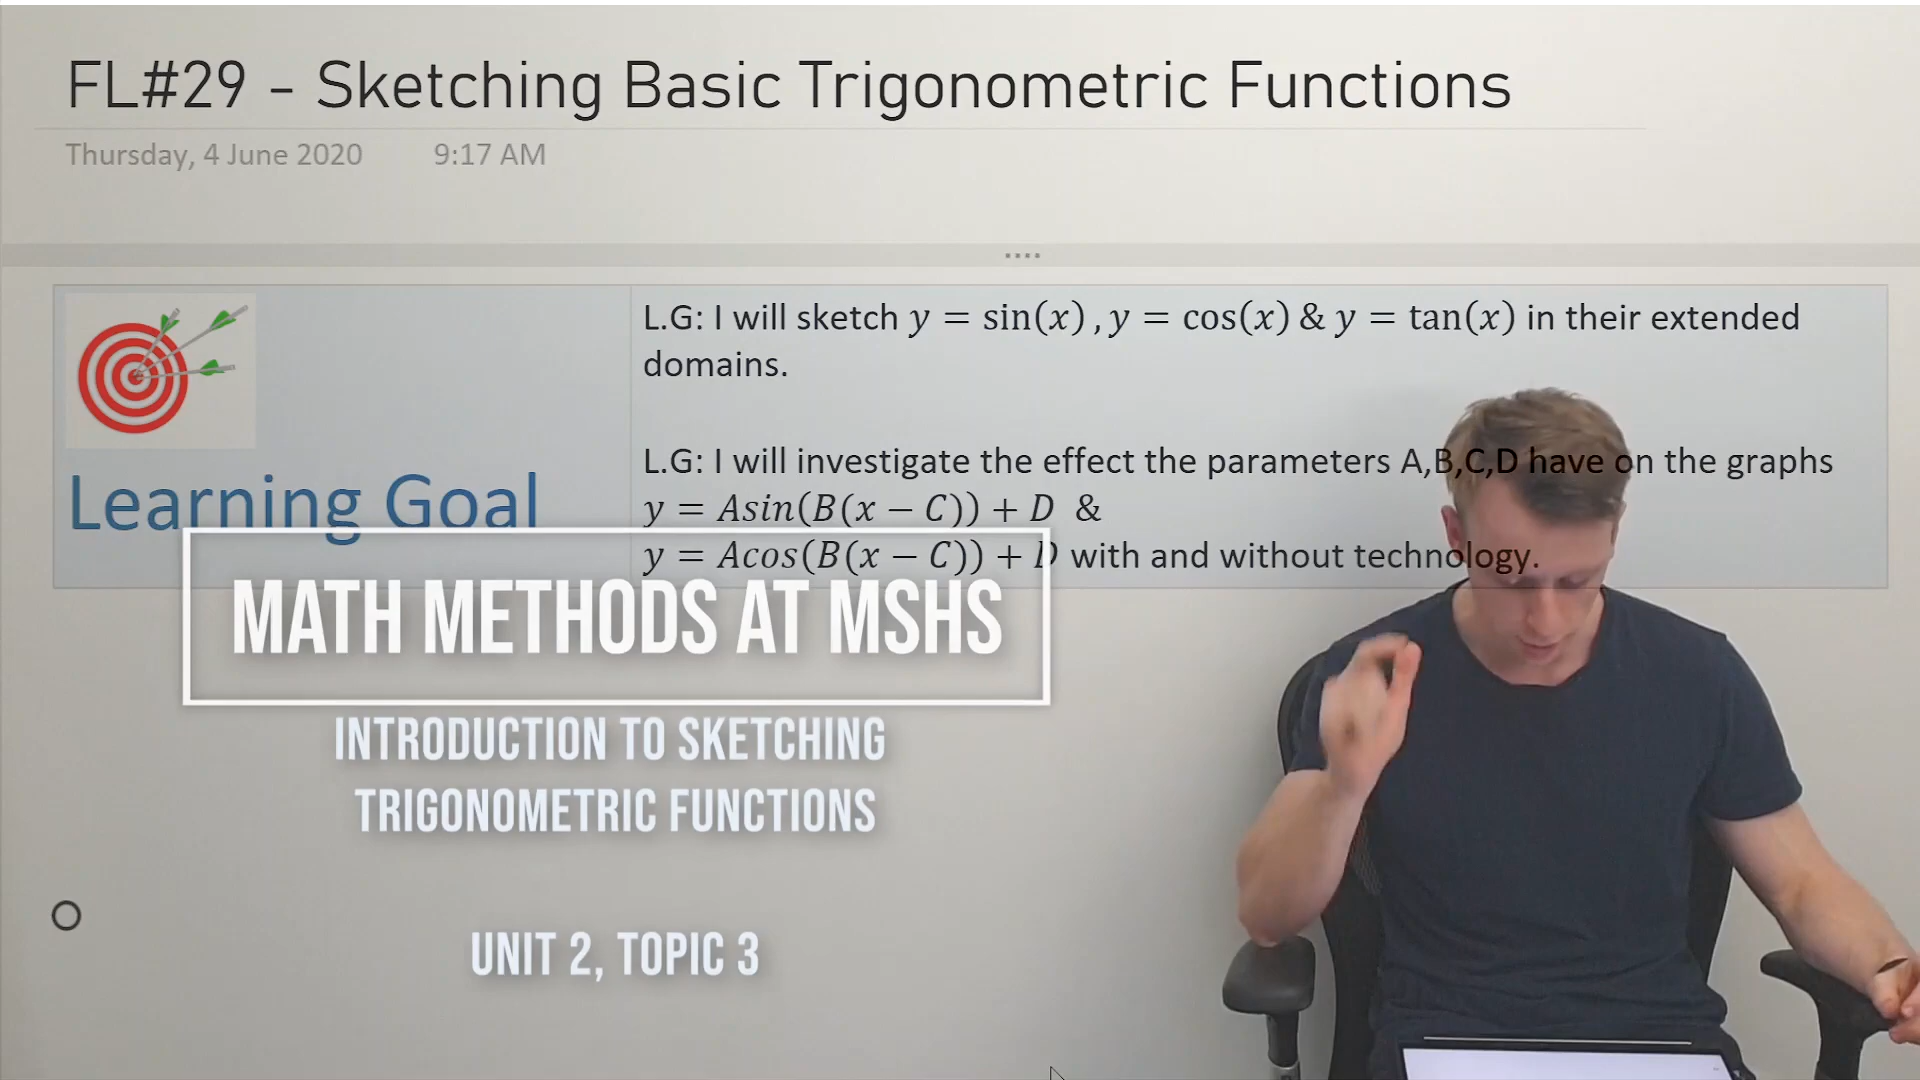 FL#29 - Sketching Basic Trigonometric Functions
Thursday, 4 June 2020 9:17 AM
L.G: I will sketch y = sin(x) , y = cos(x) & y = tan(x) in their extended
domains.
L.G: I will investigate the effect the parameters A,B,C,D have on the graphs
y = Asin(B(x − C)) + D &
y = Acos(B(x − C)) + D with and without technology.
Learning Goal
MATH METHODS AT MSHS
INTRODUCTION TO SKETCHING
TRIGONOMETRIC FUNCTIONS
UNIT 2, TOPIC 3